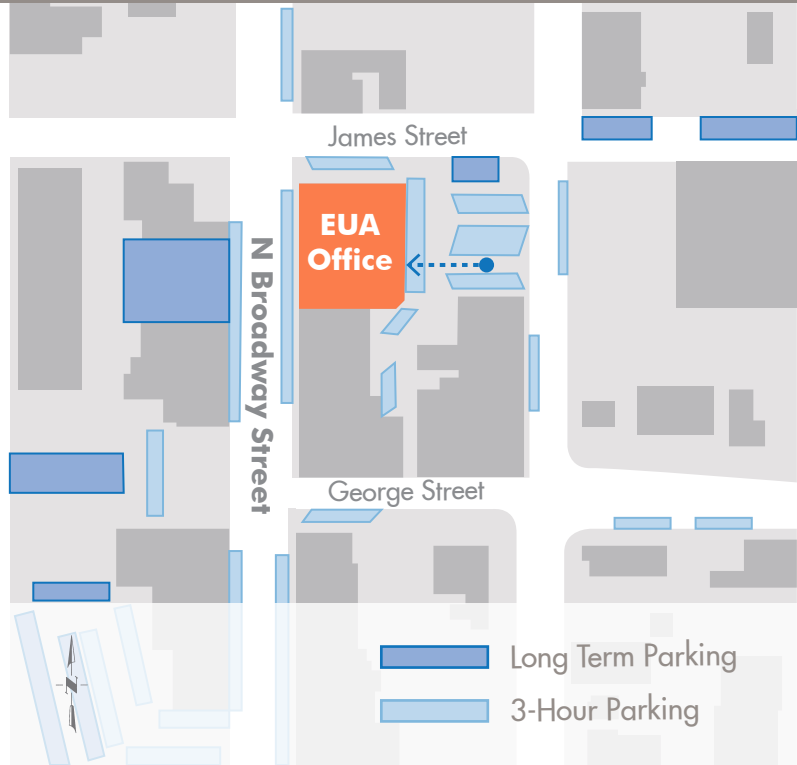 James Street
EUA
Office
N Broadway Street
George Street
Long Term Parking
3-Hour Parking
N